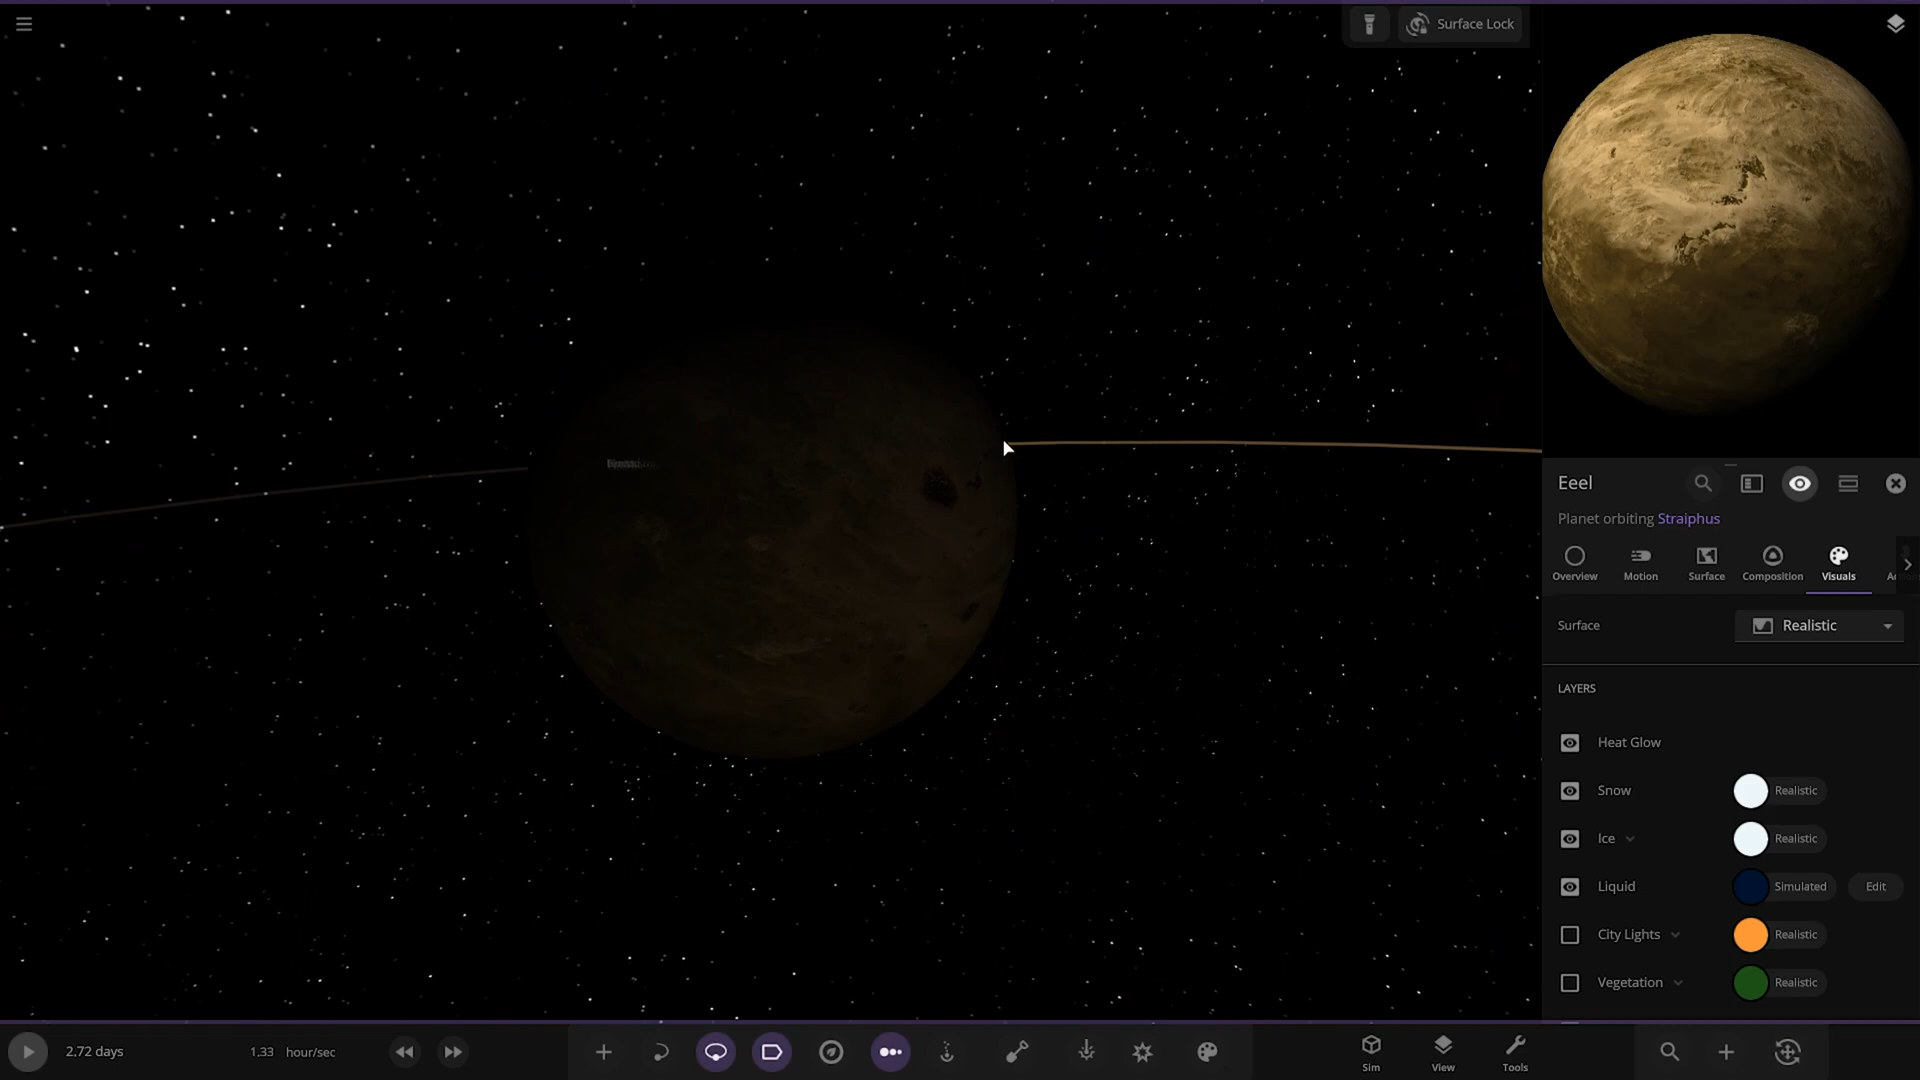 Surface Lock
Eeel
Planet orbiting Straiphus
Overview
Motion
Surface
Composition
Visuals
Surface
Realistic
LAYERS
Heat Glow
Snow
Realistic
Ice
Realistic
Liquid
Simulated
Edit
City Lights
Realistic
Vegetation
Realistic
2.72 days
1.33 hour/sec
Sim
View
Tools